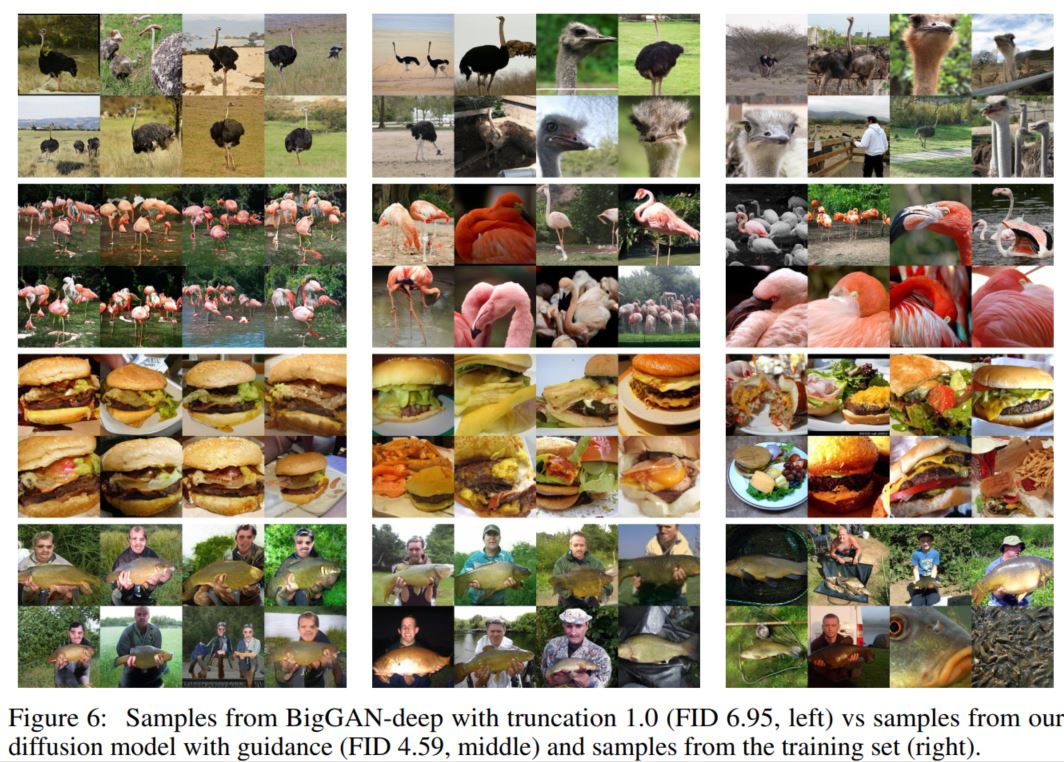 Figure 6: Samples from BigGAN-deep with truncation 1.0 (FID 6.95, left) vs samples from our
diffusion model with guidance (FID 4.59, middle) and samples from the training set (right).